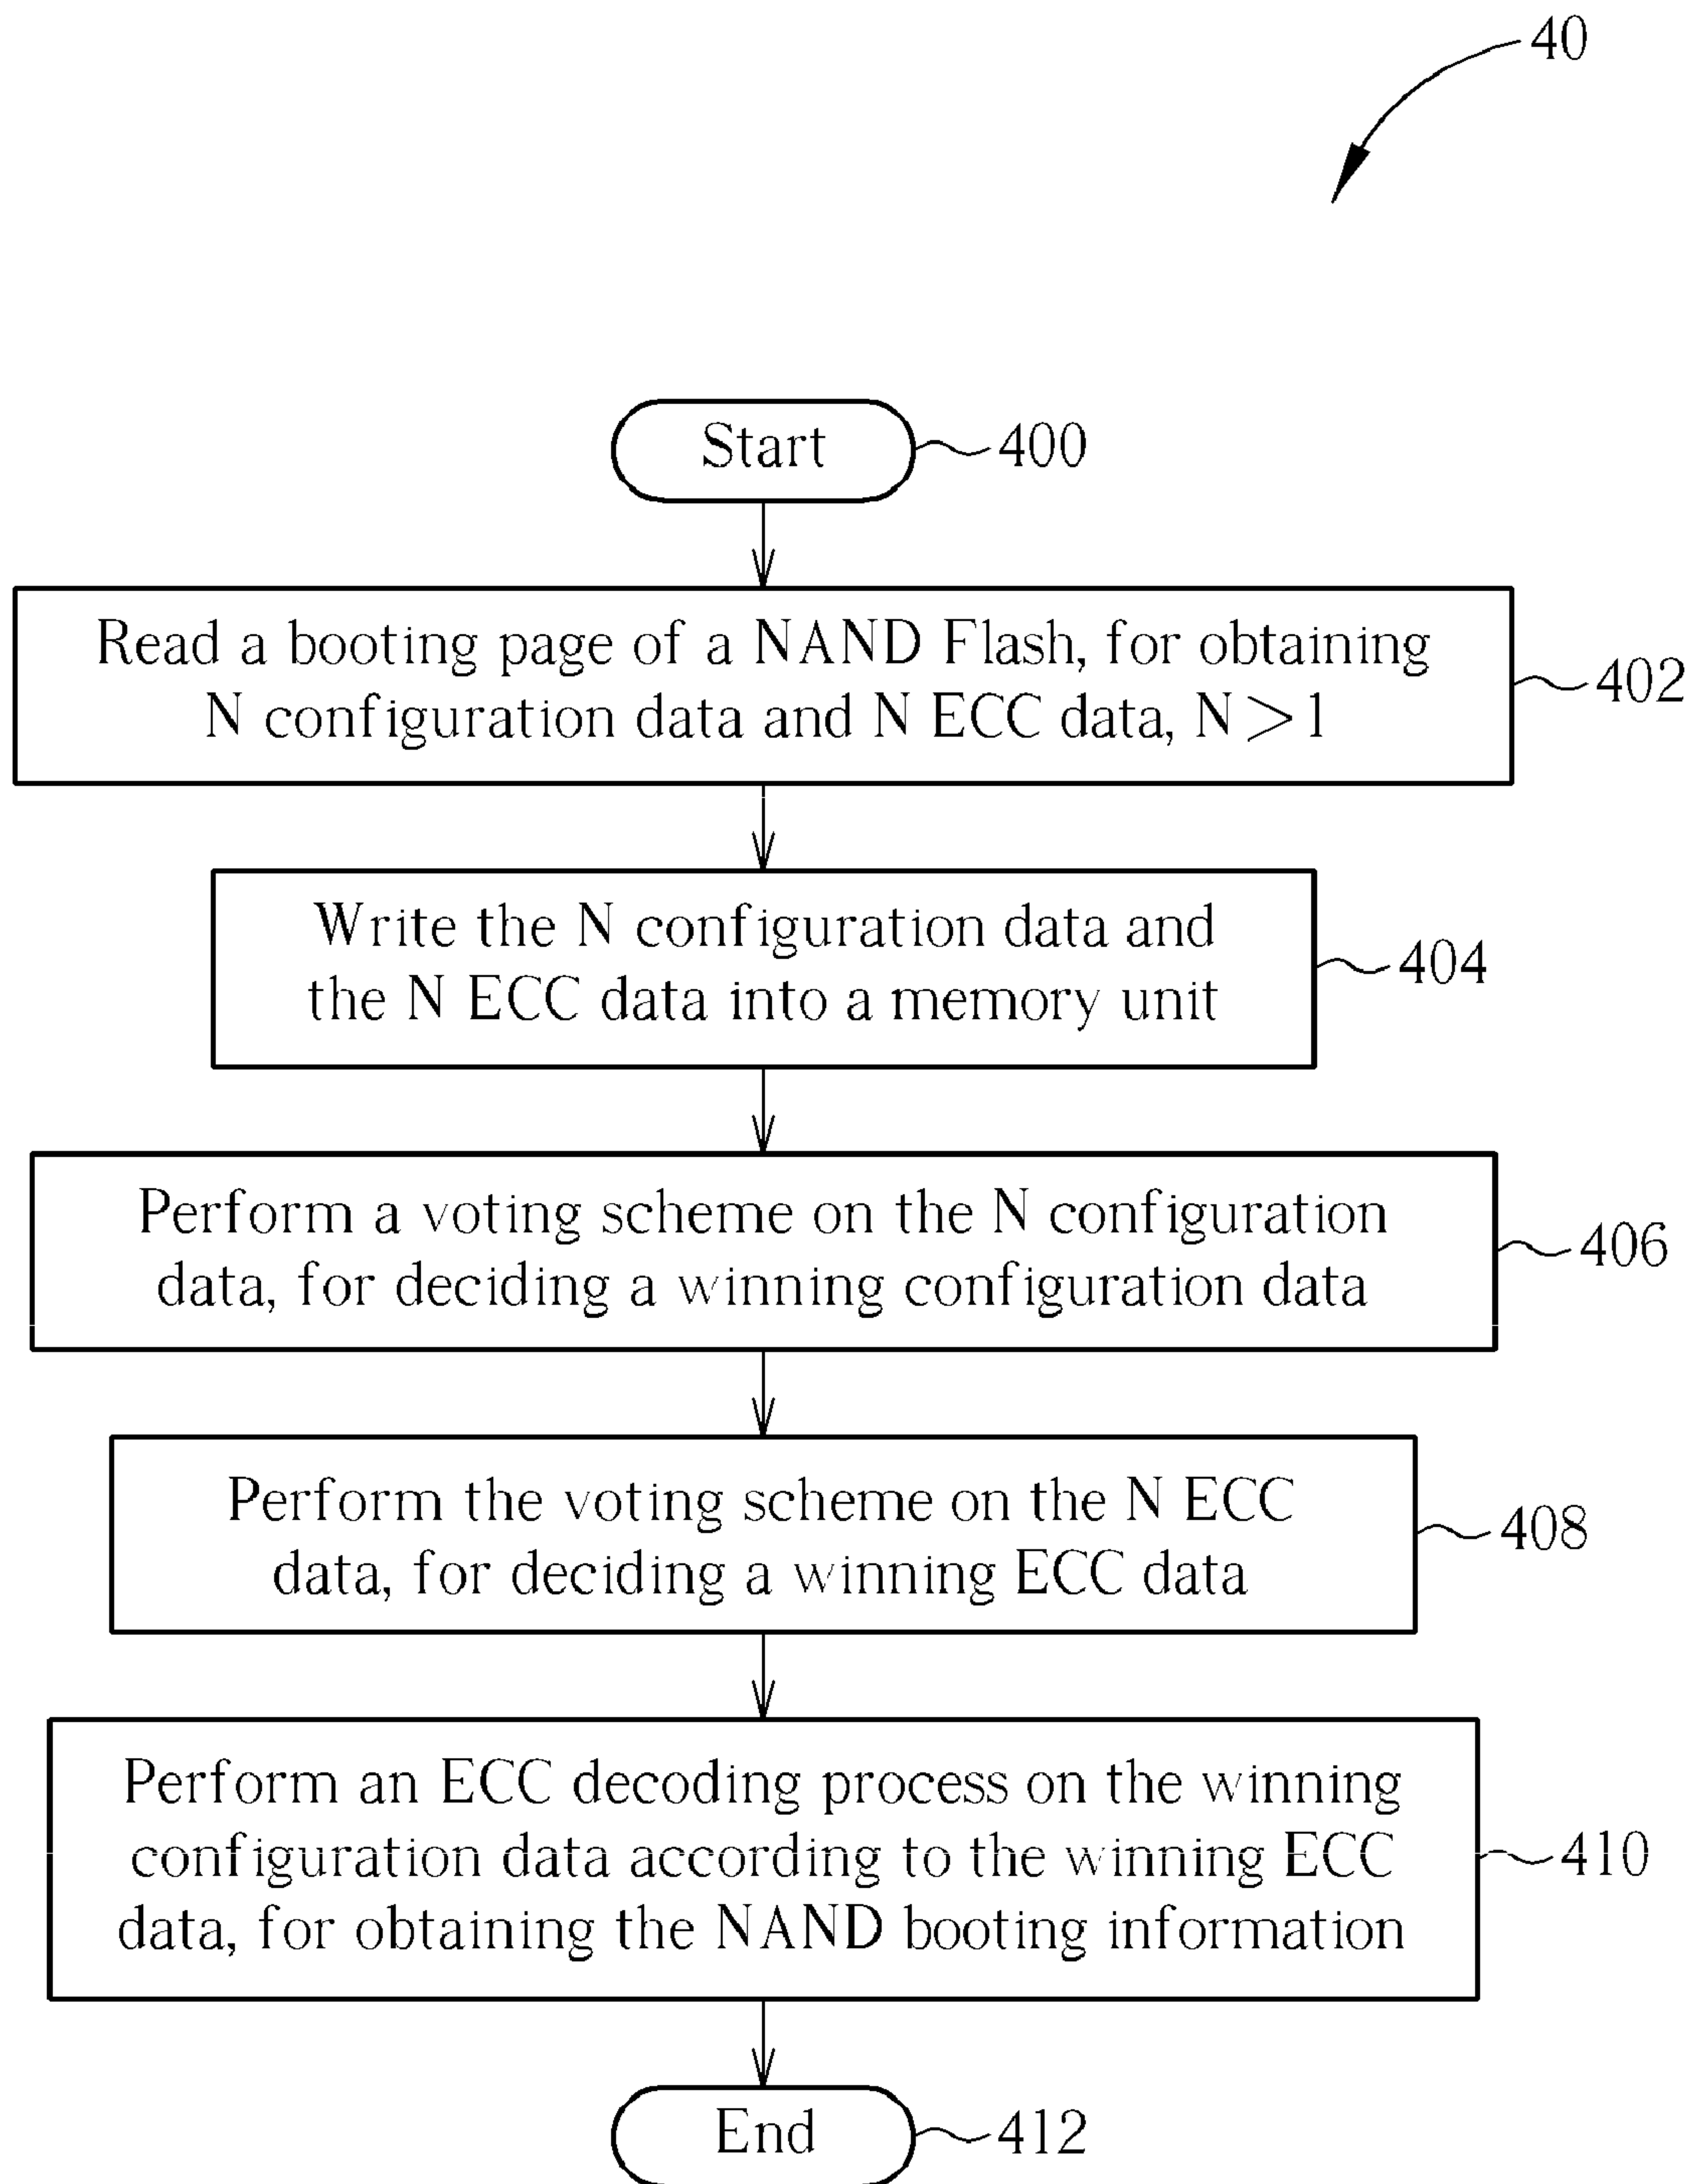 40
Start
400
Read a booting page of a NAND Flash, for obtaining
N configuration data and N ECC data, N > 1
402
Write the N configuration data and
the N ECC data into a memory unit
404
Perform a voting scheme on the N configuration
data, for deciding a winning configuration data
406
Perform the voting scheme on the N ECC
data, for deciding a winning ECC data
408
Perform an ECC decoding process on the winning
configuration data according to the winning ECC
data, for obtaining the NAND booting information
410
End
412